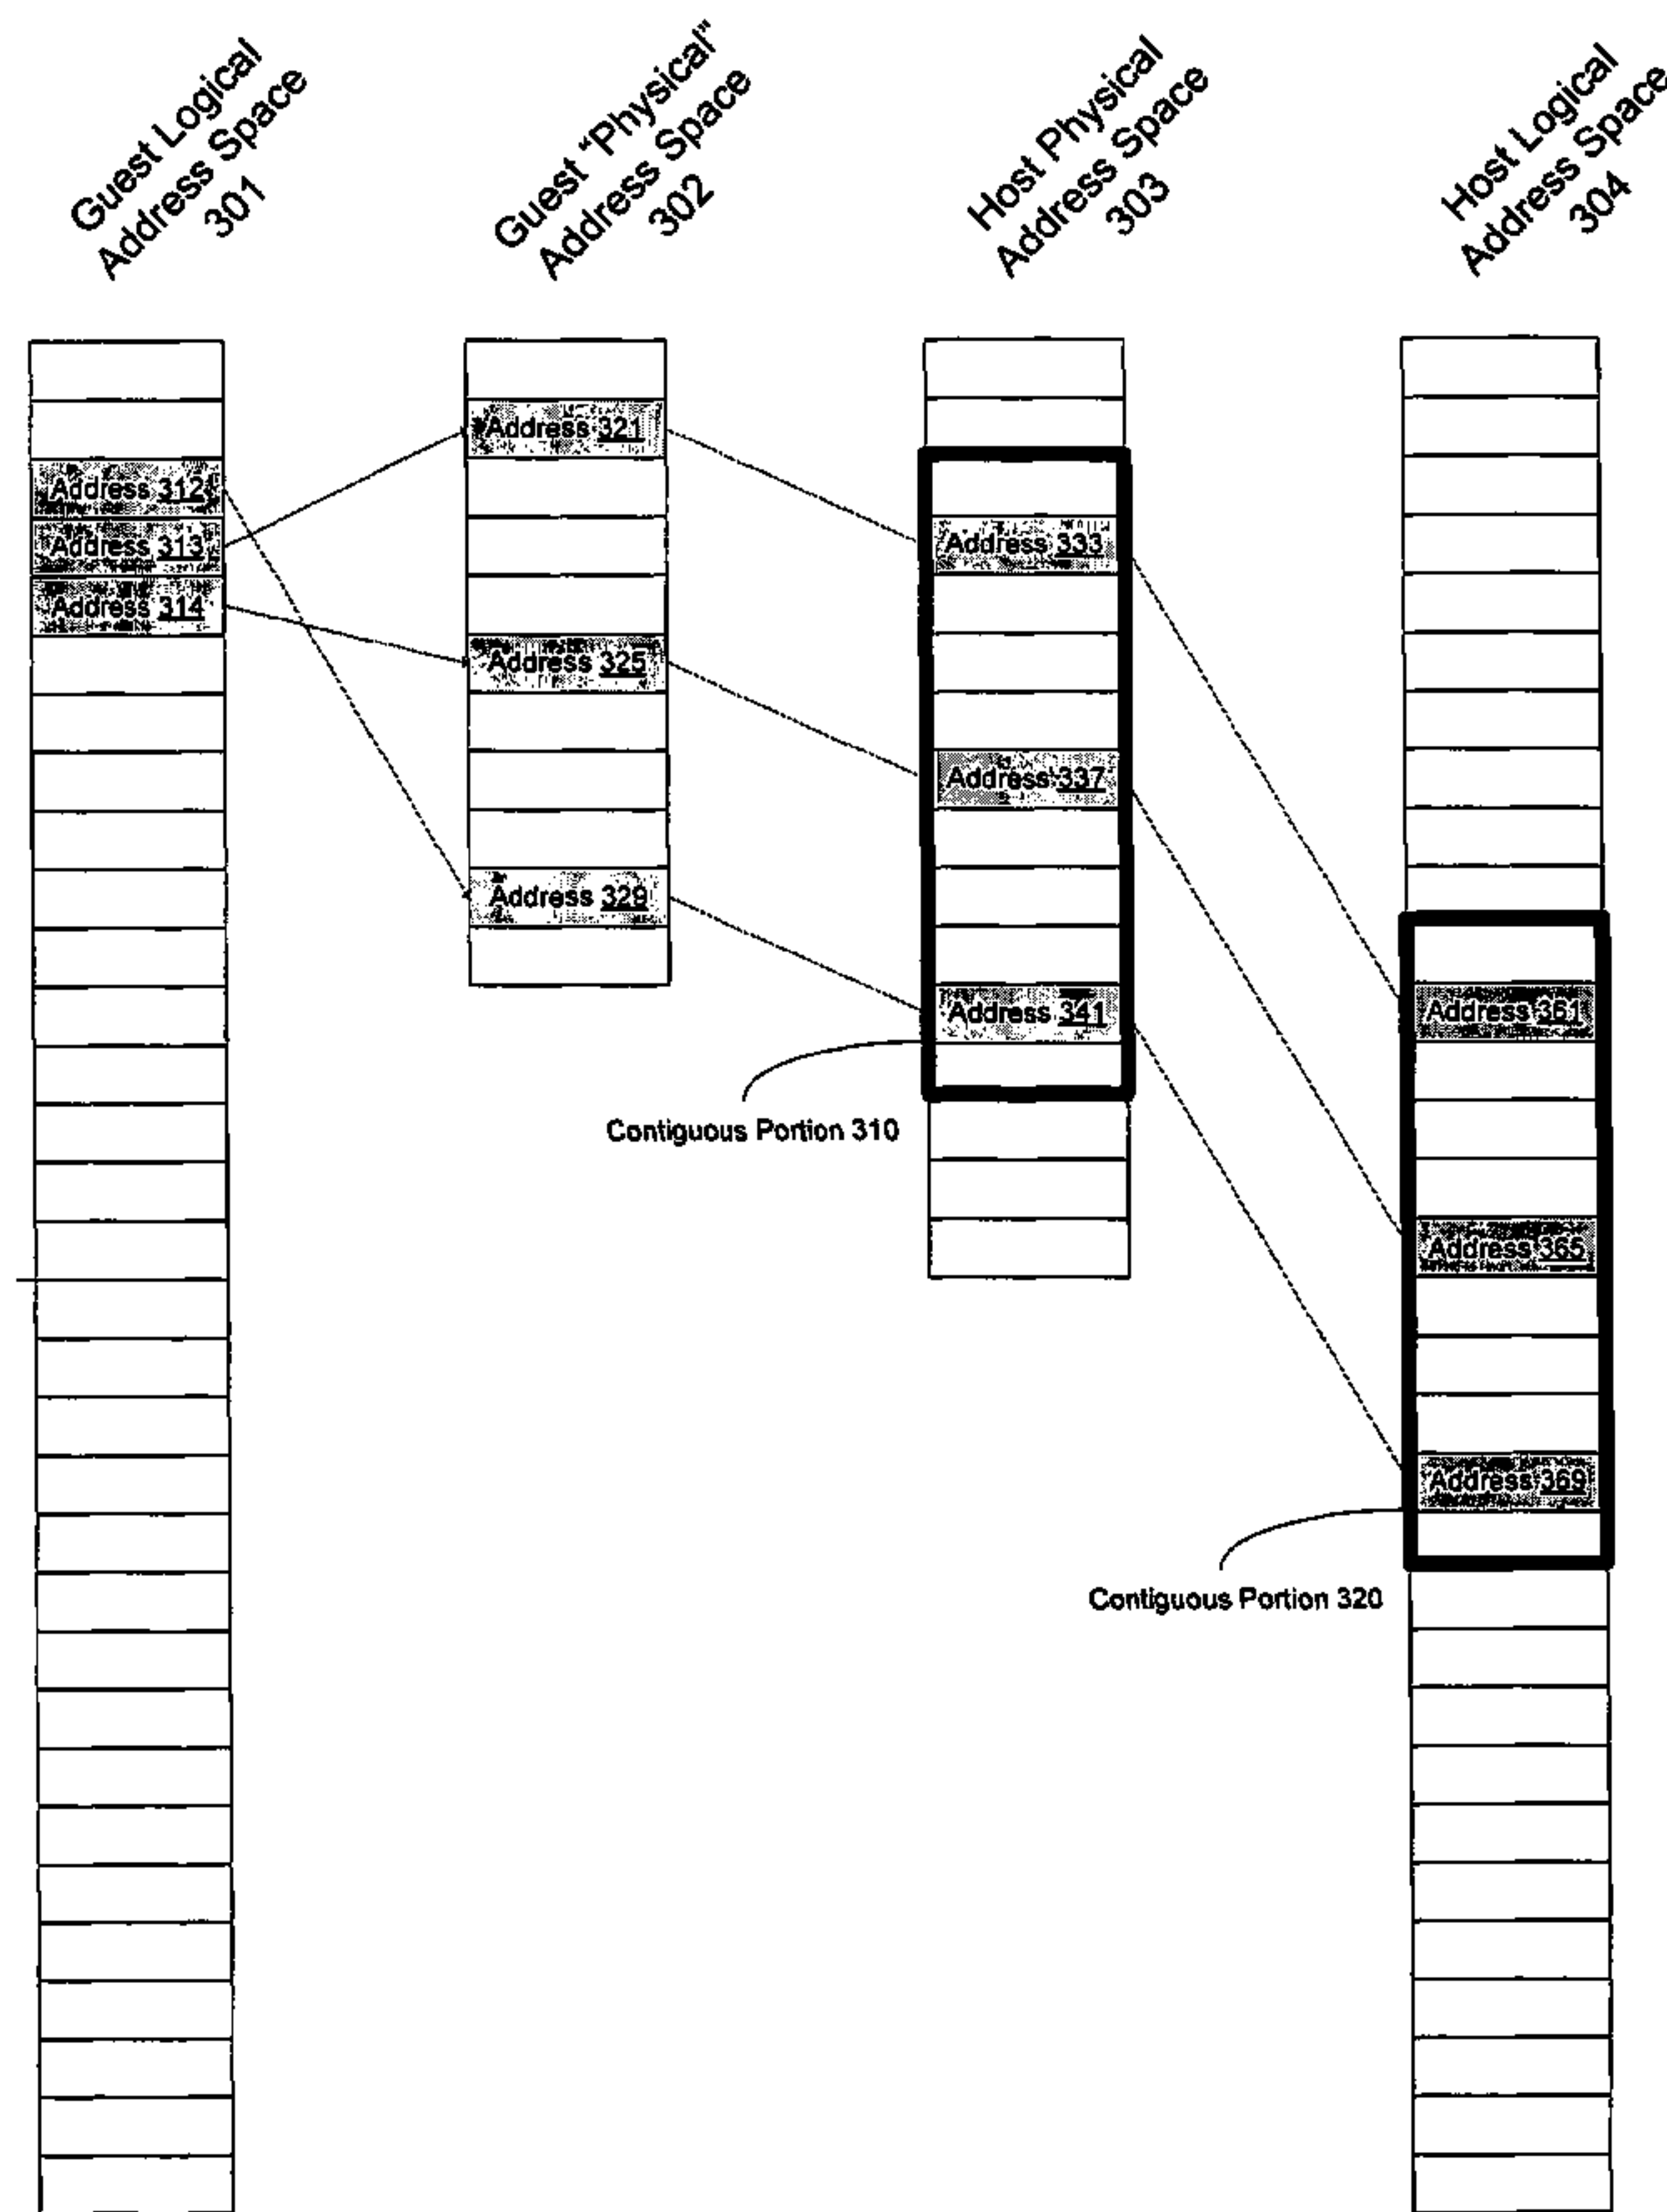 Guest Logical
Address Space
301
Guest “Physical”
Address Space
302
Host Physical
Address Space
303
Host Logical
Address Space
304
Address 312
Address 313
Address 314
Address 321
Address 325
Address 329
Address 333
Address 337
Address 341
Contiguous Portion 310
Address 361
Address 365
Address 369
Contiguous Portion 320